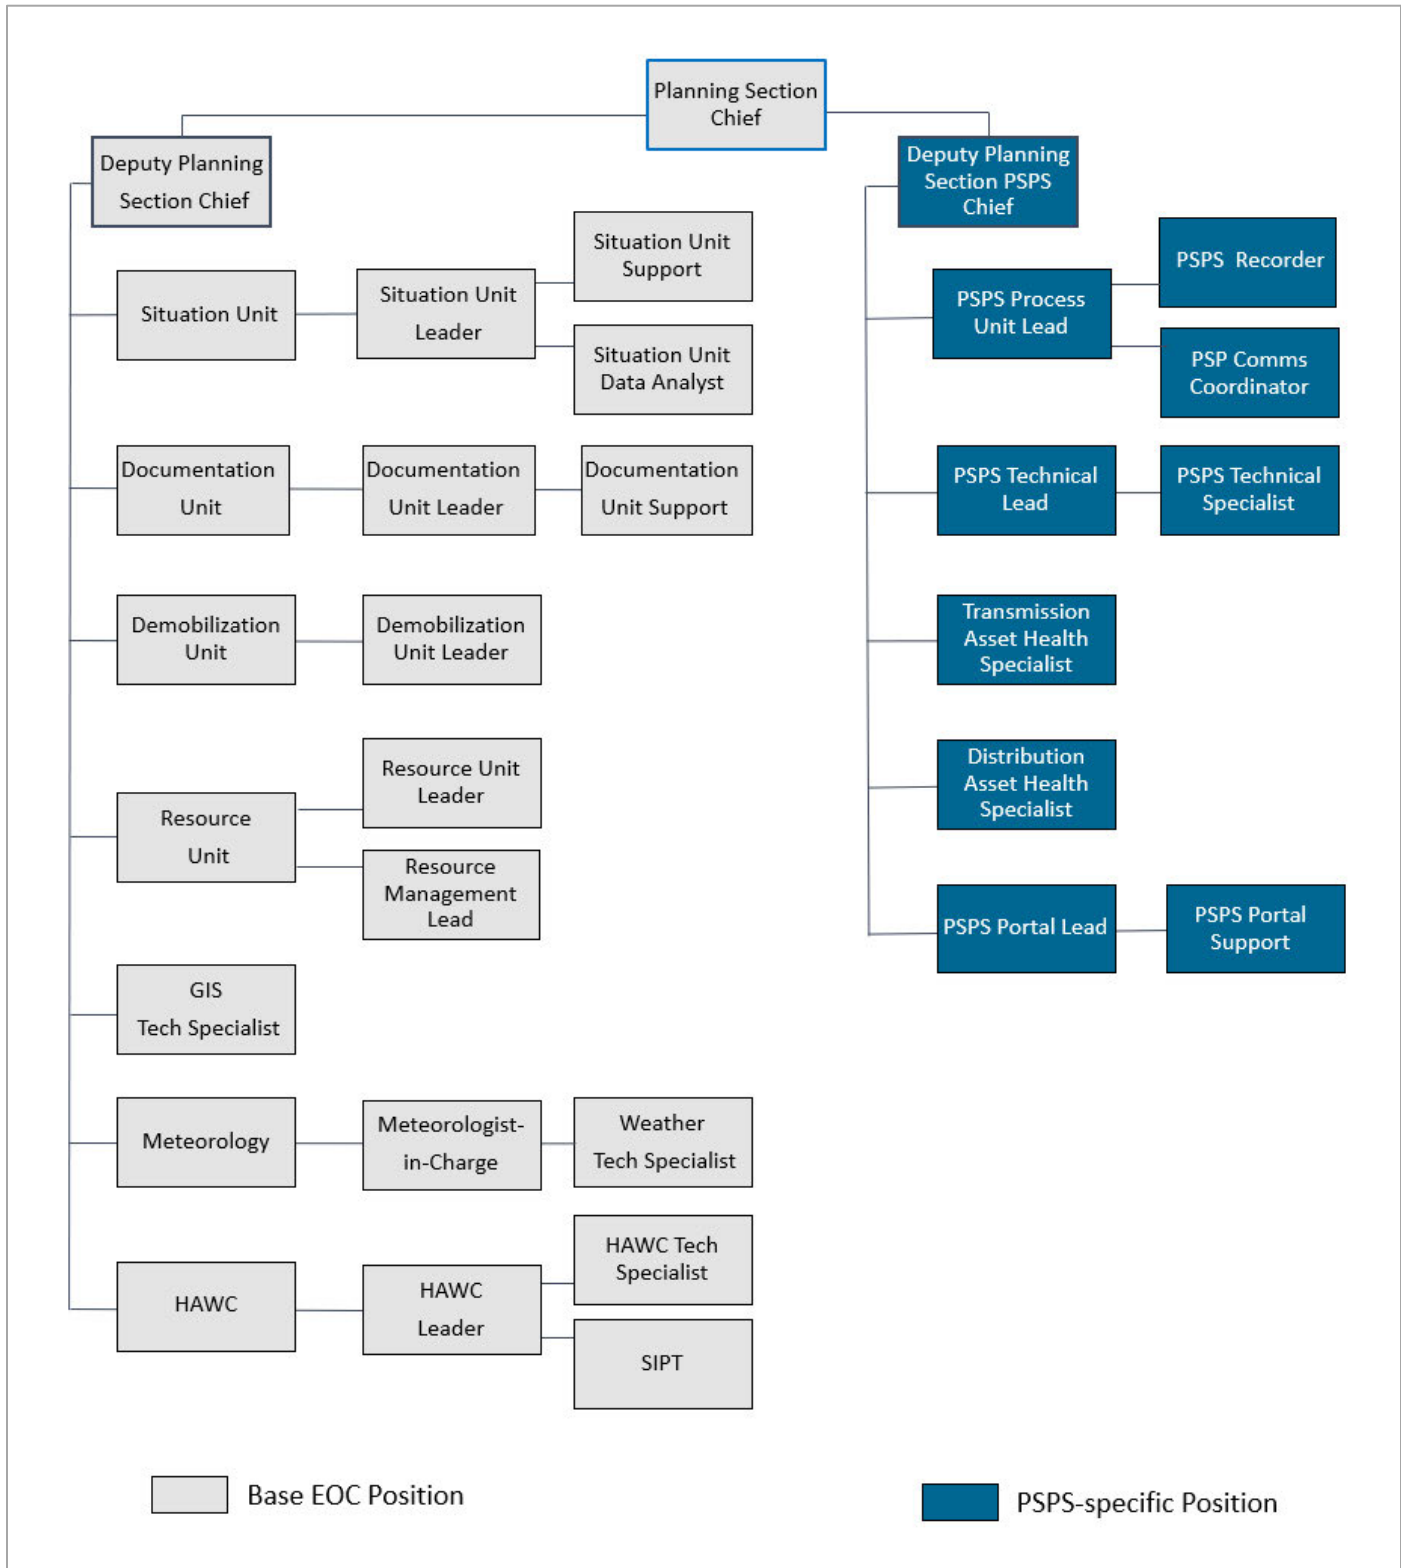 Planning Section
Chief
Deputy Planning
Section Chief
Deputy Planning
Section PSPS
Chief
Situation Unit
Situation Unit
Leader
Situation Unit
Support
Situation Unit
Data Analyst
Documentation
Unit
Documentation
Unit Leader
Documentation
Unit Support
Demobilization
Unit
Demobilization
Unit Leader
Resource
Unit
Resource Unit
Leader
Resource
Management
Lead
GIS
Tech Specialist
Meteorology
Meteorologist-
in-Charge
Weather
Tech Specialist
HAWC
HAWC
Leader
HAWC Tech
Specialist
SIPT
PSPS Process
Unit Lead
PSPS Recorder
PSP Comms
Coordinator
PSPS Technical
Lead
PSPS Technical
Specialist
Transmission
Asset Health
Specialist
Distribution
Asset Health
Specialist
PSPS Portal Lead
PSPS Portal
Support
Base EOC Position
PSPS-specific Position